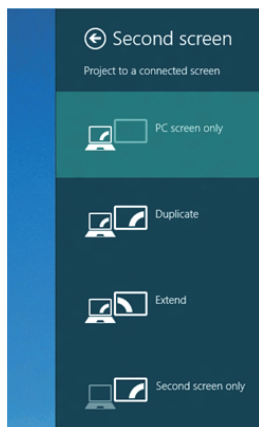 Second screen
Project to a connected screen
PC screen only
Duplicate
Extend
Second screen only